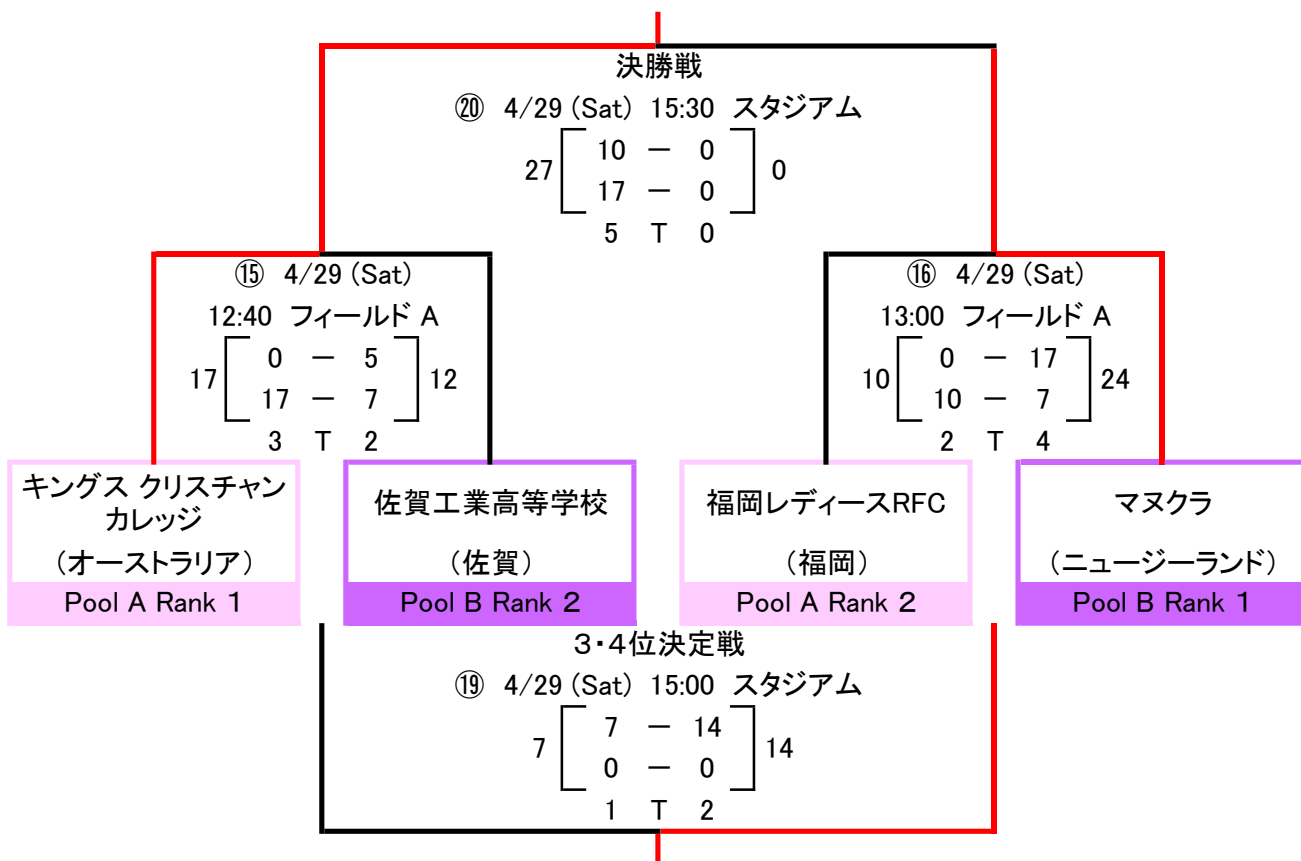 決勝戦
⑳ 4/29 (Sat) 15:30 スタジアム
10 － 0
27 0
17 － 0
5 T 0
⑮ 4/29 (Sat)
12:40 フィールド A
0 － 5
17 12
17 － 7
3 T 2
⑯ 4/29 (Sat)
13:00 フィールド A
0 － 17
10 24
10 － 7
2 T 4
キングス クリスチャン
カレッジ
（オーストラリア）
Pool A Rank 1
佐賀工業高等学校
（佐賀）
Pool B Rank 2
福岡レディースRFC
（福岡）
Pool A Rank 2
マヌクラ
（ニュージーランド）
Pool B Rank 1
３・４位決定戦
⑲ 4/29 (Sat) 15:00 スタジアム
7 － 14
7 14
0 － 0
1 T 2